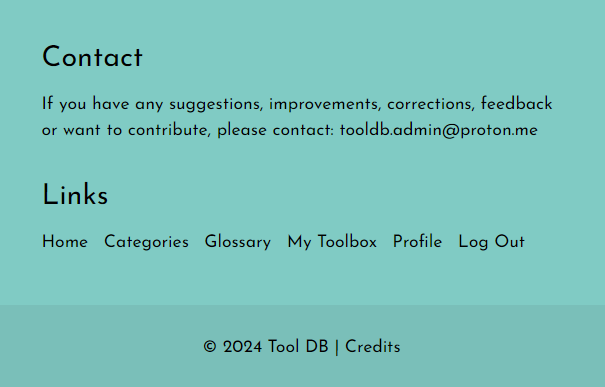 Contact
If you have any suggestions, improvements, corrections, feedback
or want to contribute, please contact: tooldb.admin@proton.me
Links
Home Categories Glossary My Toolbox Profile Log Out
© 2024 Tool DB | Credits